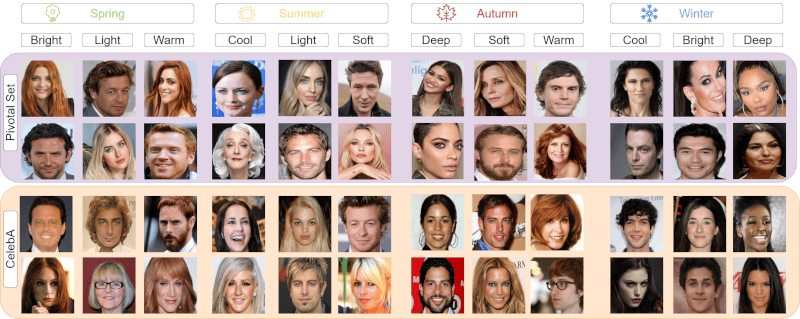 Spring Summer Autumn Winter
Bright Light Warm Cool Light Soft Deep Soft Warm Cool Bright Deep
Pivotal Set
CelebA